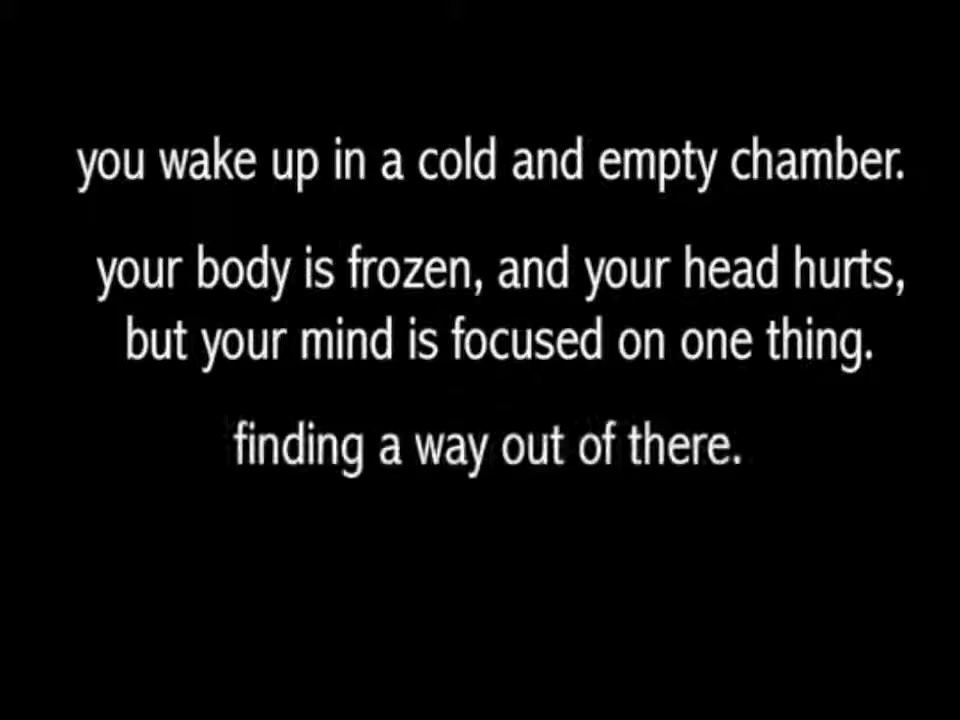 you wake up in a cold and empty chamber.
your body is frozen, and your head hurts,
but your mind is focused on one thing.
finding a way out of there.